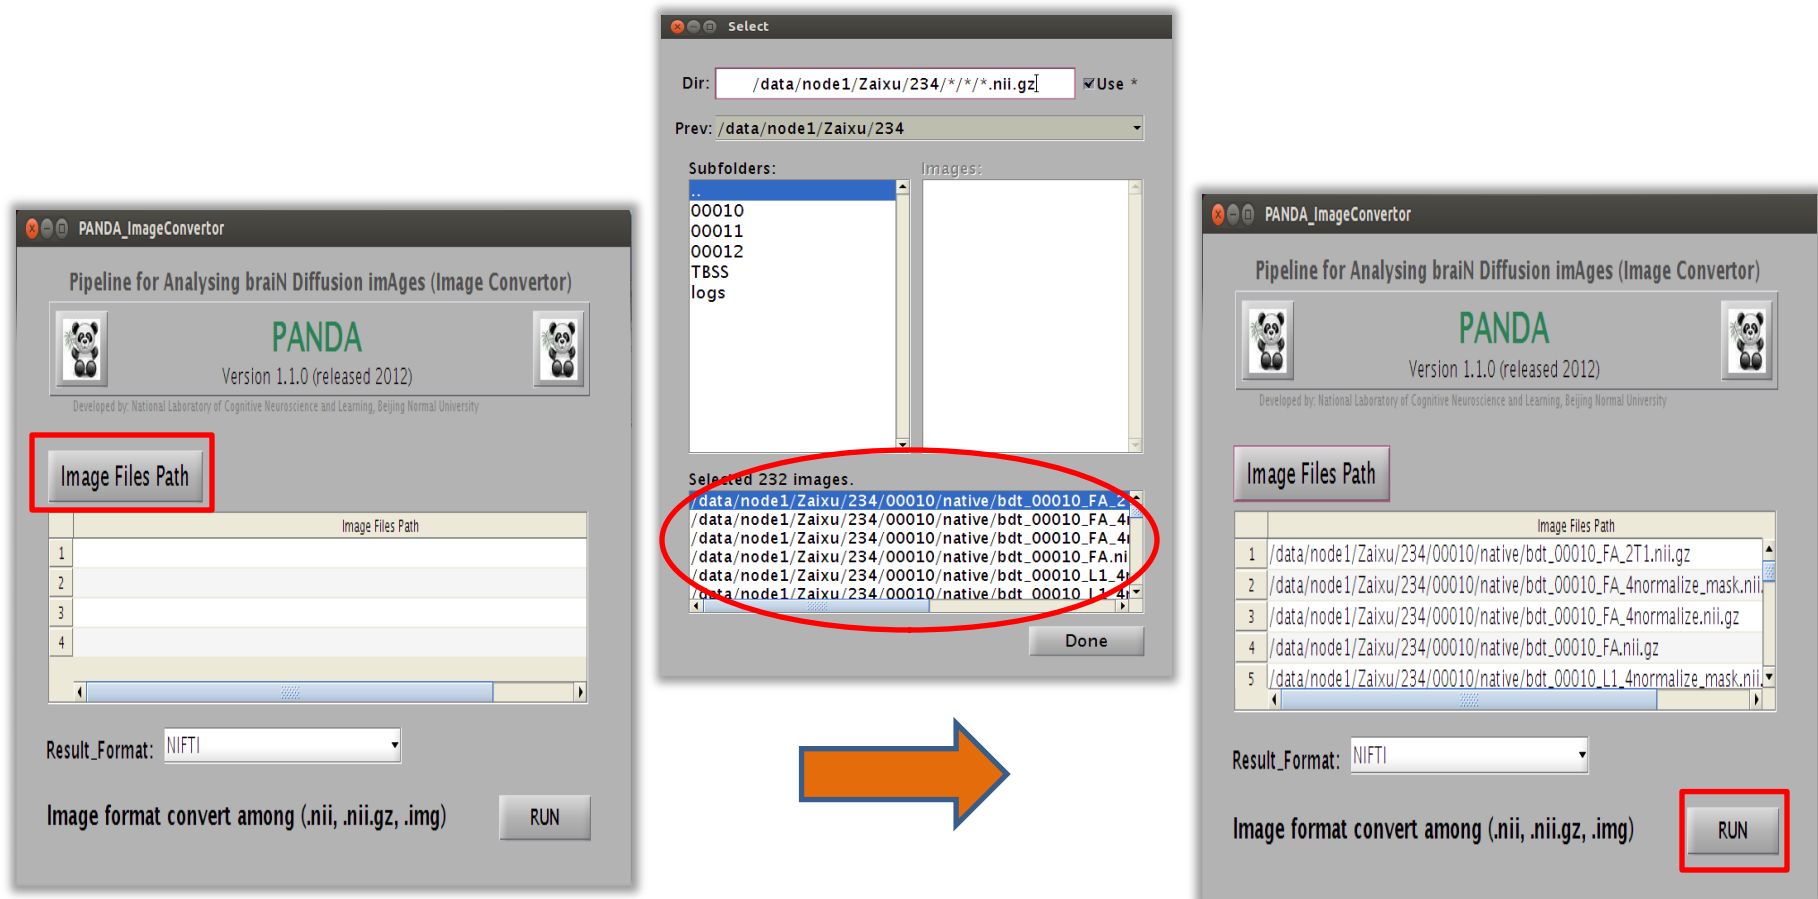 PANDA_ImageConvertor
Pipeline for Analysing braiN Diffusion imAges (Image Convertor)
PANDA
Version 1.1.0 (released 2012)
Developed by: National Laboratory of Cognitive Neuroscience and Learning, Beijing Normal University
Image Files Path
Image Files Path
1
2
3
4
Result_Format: NIFTI
Image format convert among (.nii, .nii.gz, .img) RUN
Select
Dir: /data/node1/Zaixu/234/*/*/*.nii.gz Use *
Prev: /data/node1/Zaixu/234
Subfolders: Images:
..
00010
00011
00012
TBSS
logs
Selected 232 images.
/data/node1/Zaixu/234/00010/native/bdt_00010_FA_2
/data/node1/Zaixu/234/00010/native/bdt_00010_FA_4
/data/node1/Zaixu/234/00010/native/bdt_00010_FA_4
/data/node1/Zaixu/234/00010/native/bdt_00010_FA.ni
/data/node1/Zaixu/234/00010/native/bdt_00010_L1_4
/data/node1/Zaixu/234/00010/native/bdt_00010_L1_4
Done
PANDA_ImageConvertor
Pipeline for Analysing braiN Diffusion imAges (Image Convertor)
PANDA
Version 1.1.0 (released 2012)
Developed by: National Laboratory of Cognitive Neuroscience and Learning, Beijing Normal University
Image Files Path
Image Files Path
1 /data/node1/Zaixu/234/00010/native/bdt_00010_FA_2T1.nii.gz
2 /data/node1/Zaixu/234/00010/native/bdt_00010_FA_4normalize_mask.nii.
3 /data/node1/Zaixu/234/00010/native/bdt_00010_FA_4normalize.nii.gz
4 /data/node1/Zaixu/234/00010/native/bdt_00010_FA.nii.gz
5 /data/node1/Zaixu/234/00010/native/bdt_00010_L1_4normalize_mask.nii.
Result_Format: NIFTI
Image format convert among (.nii, .nii.gz, .img) RUN